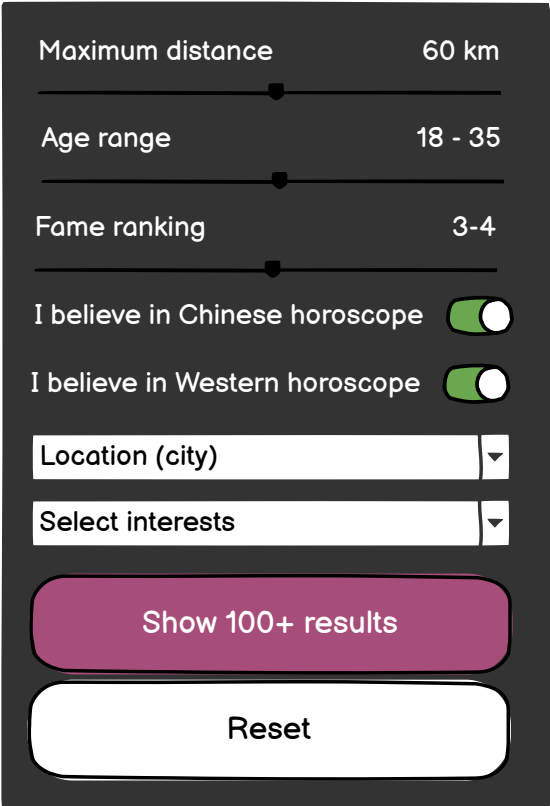 Maximum distance 60 km
Age range 18 - 35
Fame ranking 3-4
I believe in Chinese horoscope
I believe in Western horoscope
Location (city)
Select interests
Show 100+ results
Reset